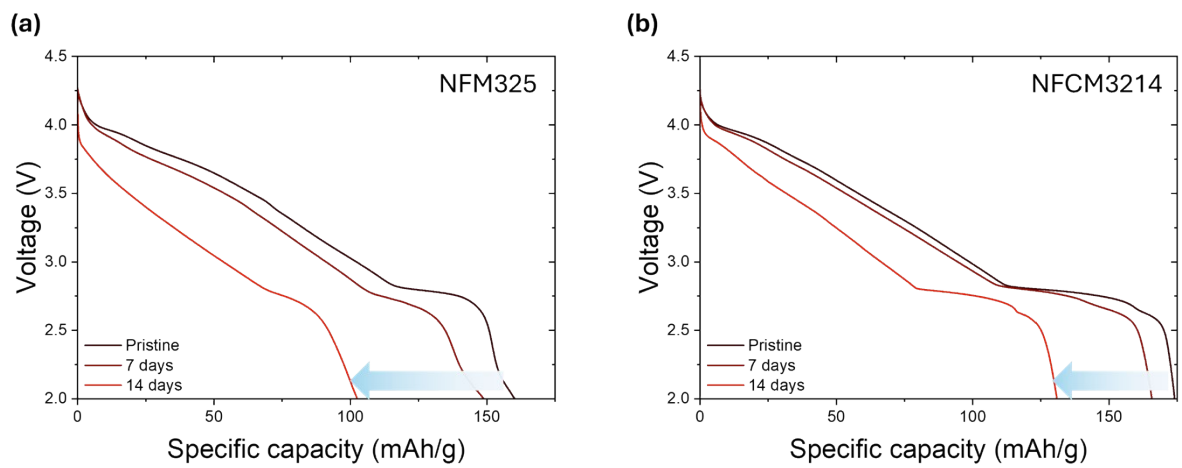 (a)
4.5
4.0
3.5
3.0
2.5
2.0
Voltage (V)
NFM325
Pristine
7 days
14 days
0
50
100
150
Specific capacity (mAh/g)
(b)
4.5
4.0
3.5
3.0
2.5
2.0
Voltage (V)
NFCM3214
Pristine
7 days
14 days
0
50
100
150
Specific capacity (mAh/g)